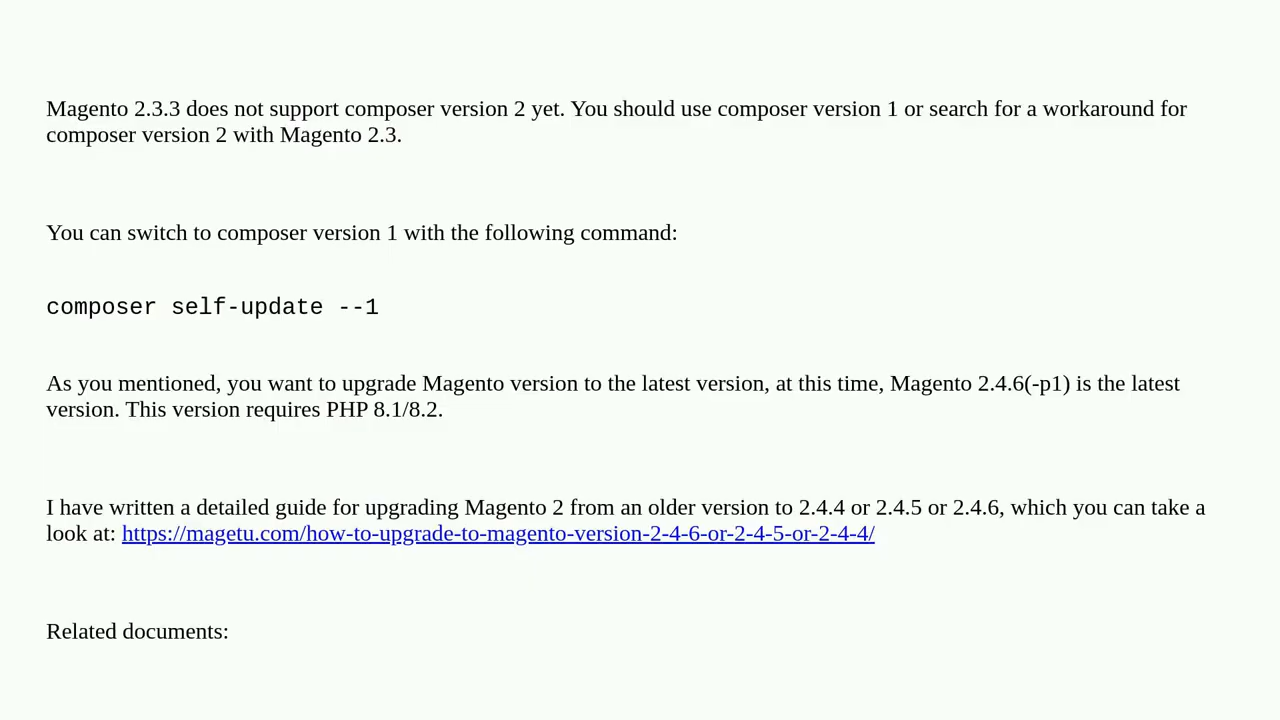 Magento 2.3.3 does not support composer version 2 yet. You should use composer version 1 or search for a workaround for
composer version 2 with Magento 2.3.
You can switch to composer version 1 with the following command:
composer self-update --1
As you mentioned, you want to upgrade Magento version to the latest version, at this time, Magento 2.4.6(-p1) is the latest
version. This version requires PHP 8.1/8.2.
I have written a detailed guide for upgrading Magento 2 from an older version to 2.4.4 or 2.4.5 or 2.4.6, which you can take a
look at: https://magetu.com/how-to-upgrade-to-magento-version-2-4-6-or-2-4-5-or-2-4-4/
Related documents: